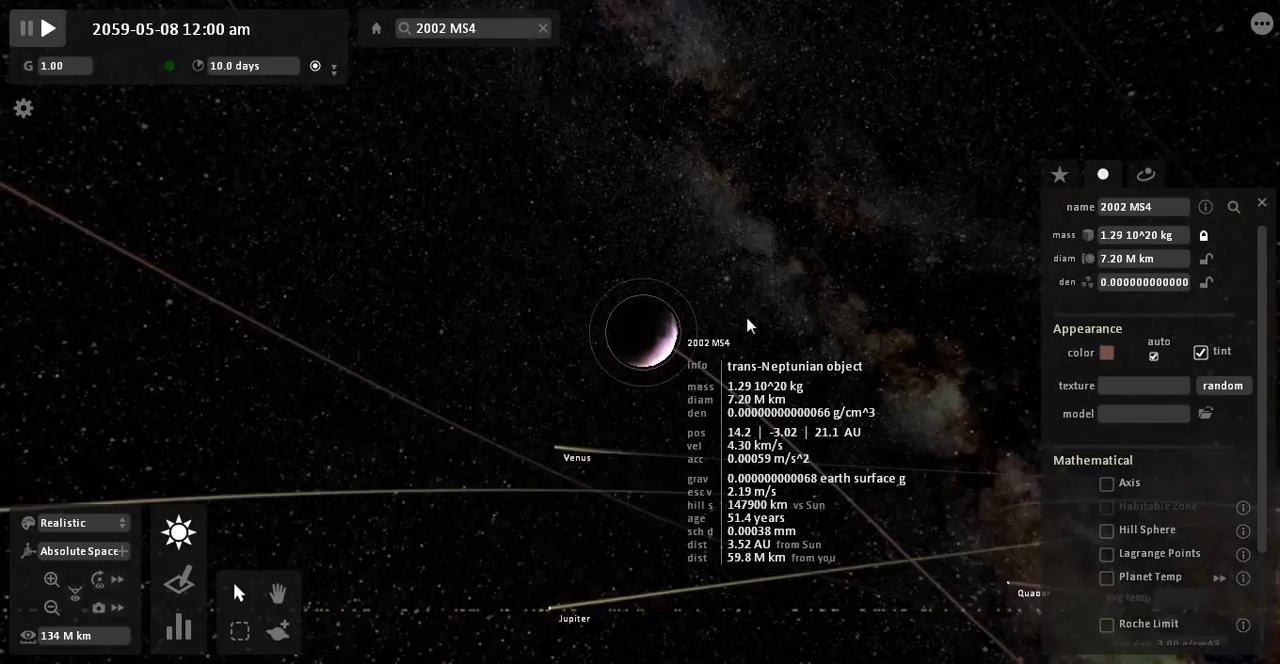 2059-05-08 12:00 am
2002 MS4
G 1.00
10.0 days
name 2002 MS4
mass 1.29 10^20 kg
diam 7.20 M km
den 0.000000000000
Appearance
color
auto
tint
texture
random
model
Mathematical
Axis
Habitable Zone
Hill Sphere
Lagrange Points
Planet Temp
avg temp
Roche Limit
2002 MS4
info trans-Neptunian object
mass 1.29 10^20 kg
diam 7.20 M km
den 0.00000000000066 g/cm^3
pos 14.2 | -3.02 | 21.1 AU
vel 4.30 km/s
acc 0.00059 m/s^2
grav 0.000000000068 earth surface g
esc v 2.19 m/s
hill s 147900 km vs Sun
age 51.4 years
sch d 0.00038 mm
dist 3.52 AU from Sun
dist 59.8 M km from you
Venus
Jupiter
Quaoar
Realistic
Absolute Space
134 M km